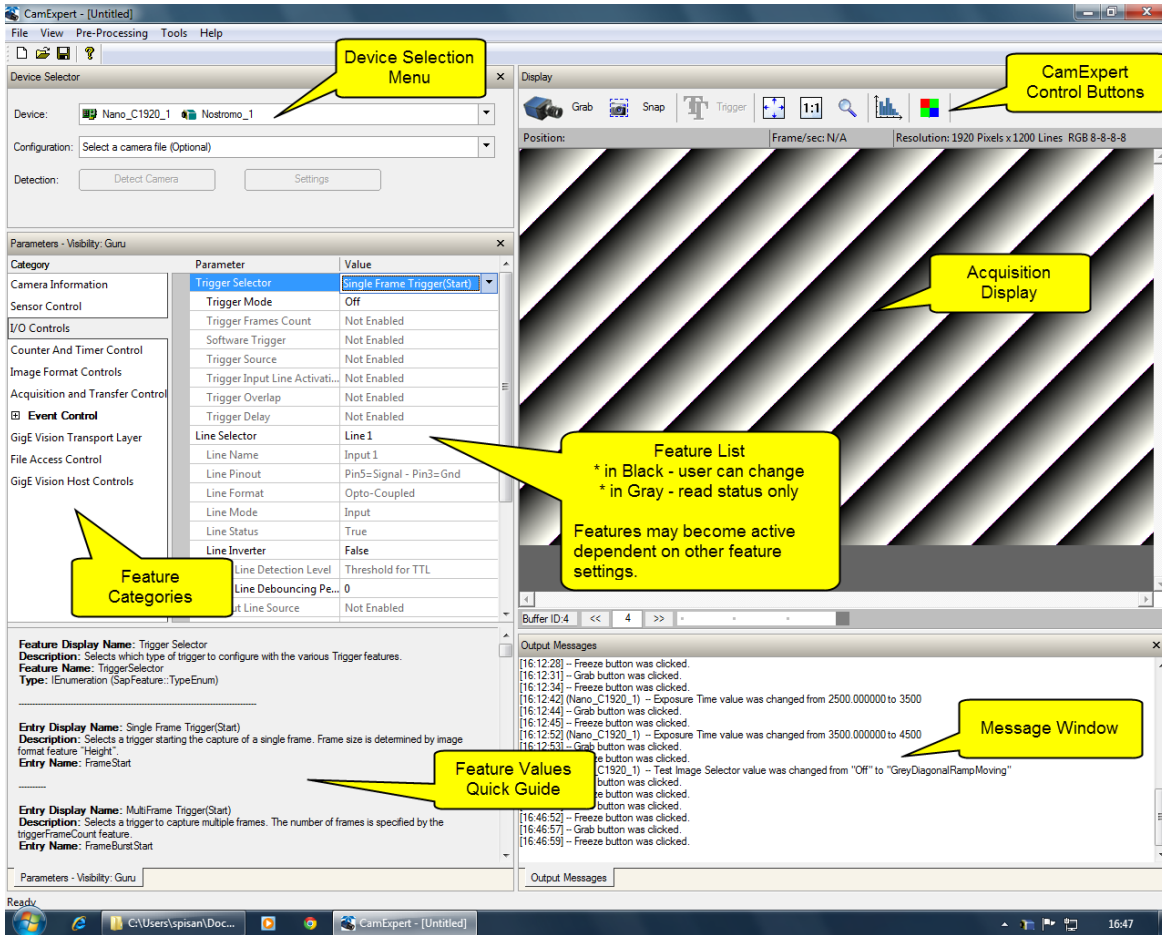 CamExpert - [Untitled]
File View Pre-Processing Tools Help
Device Selector
Device Selection
Menu
Device: Nano_C1920_1 Nostromo_1
Configuration: Select a camera file (Optional)
Detection: Detect Camera Settings
Parameters - Visibility: Guru
Category
Camera Information
Sensor Control
I/O Controls
Counter And Timer Control
Image Format Controls
Acquisition and Transfer Control
Event Control
GigE Vision Transport Layer
File Access Control
GigE Vision Host Controls
Feature
Categories
Parameter Value
Trigger Selector Single Frame Trigger(Start)
Trigger Mode Off
Trigger Frames Count Not Enabled
Software Trigger Not Enabled
Trigger Source Not Enabled
Trigger Input Line Activati... Not Enabled
Trigger Overlap Not Enabled
Trigger Delay Not Enabled
Line Selector Line 1
Line Name Input 1
Line Pinout Pin5=Signal - Pin3=Gnd
Line Format Opto-Coupled
Line Mode Input
Line Status True
Line Inverter False
Line Detection Level Threshold for TTL
Line Debouncing Pe... 0
Line Source Not Enabled
Feature Display Name: Trigger Selector
Description: Selects which type of trigger to configure with the various Trigger features.
Feature Name: TriggerSelector
Type: IEnumeration (SapFeature::TypeEnum)
Entry Display Name: Single Frame Trigger(Start)
Description: Selects a trigger starting the capture of a single frame. Frame size is detemined by image
format feature "Height".
Entry Name: FrameStart
Entry Display Name: MultiFrame Trigger(Start)
Description: Selects a trigger to capture multiple frames. The number of frames is specified by the
triggerFrameCount feature.
Entry Name: FrameBurstStart
Feature Values
Quick Guide
Parameters - Visibility: Guru
Display
CamExpert
Control Buttons
Grab Snap Trigger 1:1
Position: Frame/sec: N/A Resolution: 1920 Pixels x 1200 Lines RGB 8-8-8-8
Acquisition
Display
Feature List
* in Black - user can change
* in Gray - read status only
Features may become active
dependent on other feature
settings.
Buffer ID:4 << 4 >>
Output Messages
[16:12:28] -- Freeze button was clicked.
[16:12:31] -- Grab button was clicked.
[16:12:34] -- Freeze button was clicked.
[16:12:42] (Nano_C1920_1) -- Exposure Time value was changed from 2500.000000 to 3500
[16:12:44] -- Grab button was clicked.
[16:12:45] -- Freeze button was clicked.
[16:12:52] (Nano_C1920_1) -- Exposure Time value was changed from 3500.000000 to 4500
[16:12:53] -- Grab button was clicked.
button was clicked.
C1920_1) -- Test Image Selector value was changed from "Off" to "GreyDiagonalRampMoving"
button was clicked.
button was clicked.
button was clicked.
[16:46:52] -- Freeze button was clicked.
[16:46:57] -- Grab button was clicked.
[16:46:59] -- Freeze button was clicked.
Message Window
Output Messages
Ready
C:\Users\spisan\Doc... CamExpert - [Untitled] 16:47